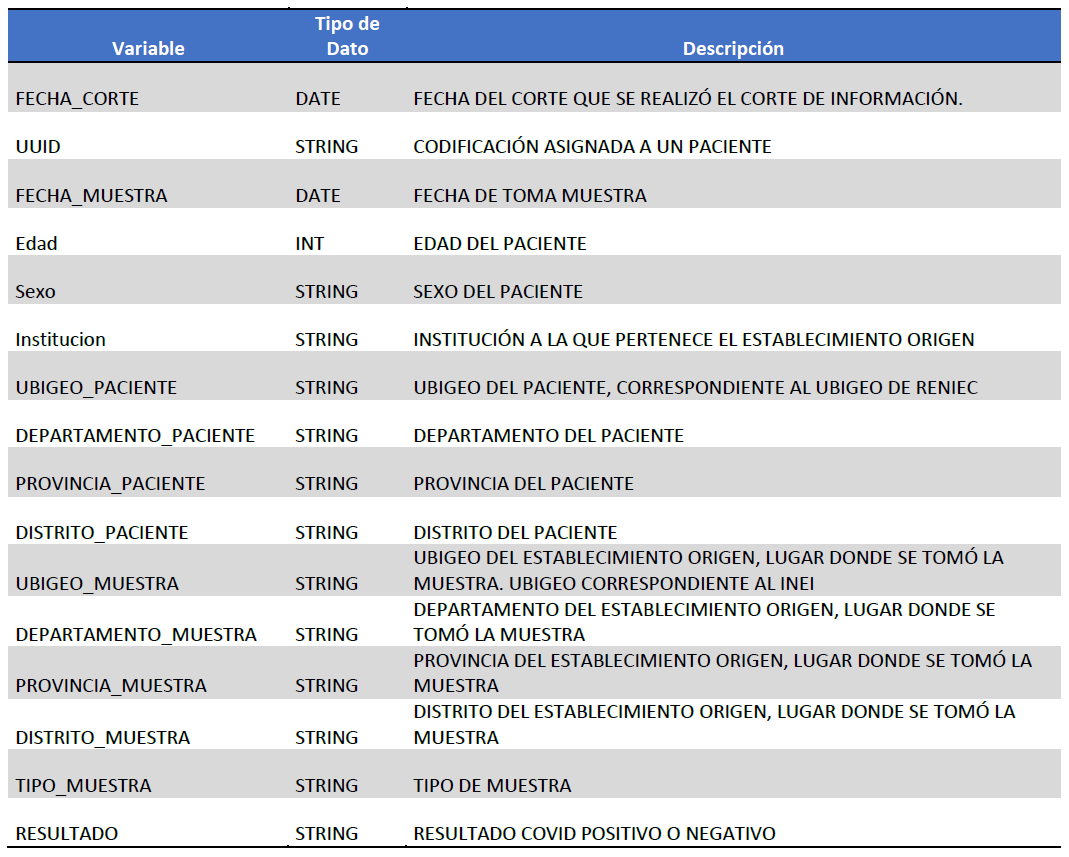 Variable Tipo de Dato Descripción
FECHA_CORTE DATE FECHA DEL CORTE QUE SE REALIZÓ EL CORTE DE INFORMACIÓN.
UUID STRING CODIFICACIÓN ASIGNADA A UN PACIENTE
FECHA_MUESTRA DATE FECHA DE TOMA MUESTRA
Edad INT EDAD DEL PACIENTE
Sexo STRING SEXO DEL PACIENTE
Institucion STRING INSTITUCIÓN A LA QUE PERTENECE EL ESTABLECIMIENTO ORIGEN
UBIGEO_PACIENTE STRING UBIGEO DEL PACIENTE, CORRESPONDIENTE AL UBIGEO DE RENIEC
DEPARTAMENTO_PACIENTE STRING DEPARTAMENTO DEL PACIENTE
PROVINCIA_PACIENTE STRING PROVINCIA DEL PACIENTE
DISTRITO_PACIENTE STRING DISTRITO DEL PACIENTE
UBIGEO_MUESTRA STRING UBIGEO DEL ESTABLECIMIENTO ORIGEN, LUGAR DONDE SE TOMÓ LA
MUESTRA. UBIGEO CORRESPONDIENTE AL INEI
DEPARTAMENTO_MUESTRA STRING DEPARTAMENTO DEL ESTABLECIMIENTO ORIGEN, LUGAR DONDE SE
TOMÓ LA MUESTRA
PROVINCIA_MUESTRA STRING PROVINCIA DEL ESTABLECIMIENTO ORIGEN, LUGAR DONDE SE TOMÓ LA
MUESTRA
DISTRITO_MUESTRA STRING DISTRITO DEL ESTABLECIMIENTO ORIGEN, LUGAR DONDE SE TOMÓ LA
MUESTRA
TIPO_MUESTRA STRING TIPO DE MUESTRA
RESULTADO STRING RESULTADO COVID POSITIVO O NEGATIVO